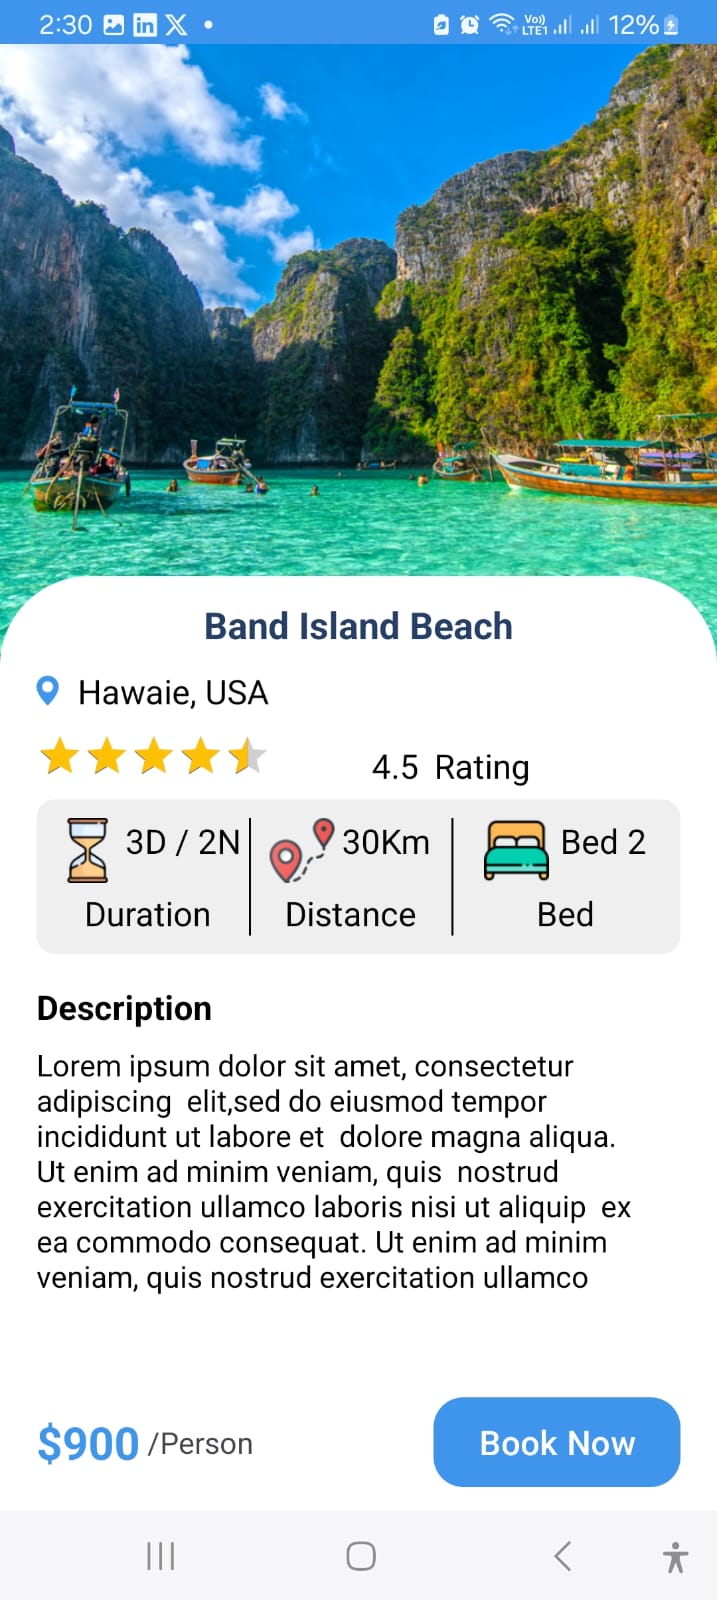 2:30
Vo))
LTE1
12%
Band Island Beach
Hawaie, USA
4.5 Rating
3D / 2N
30Km
Bed 2
Duration
Distance
Bed
Description
Lorem ipsum dolor sit amet, consectetur
adipiscing  elit,sed do eiusmod tempor
incididunt ut labore et  dolore magna aliqua.
Ut enim ad minim veniam, quis  nostrud
exercitation ullamco laboris nisi ut aliquip  ex
ea commodo consequat. Ut enim ad minim
veniam, quis nostrud exercitation ullamco
$900 /Person
Book Now